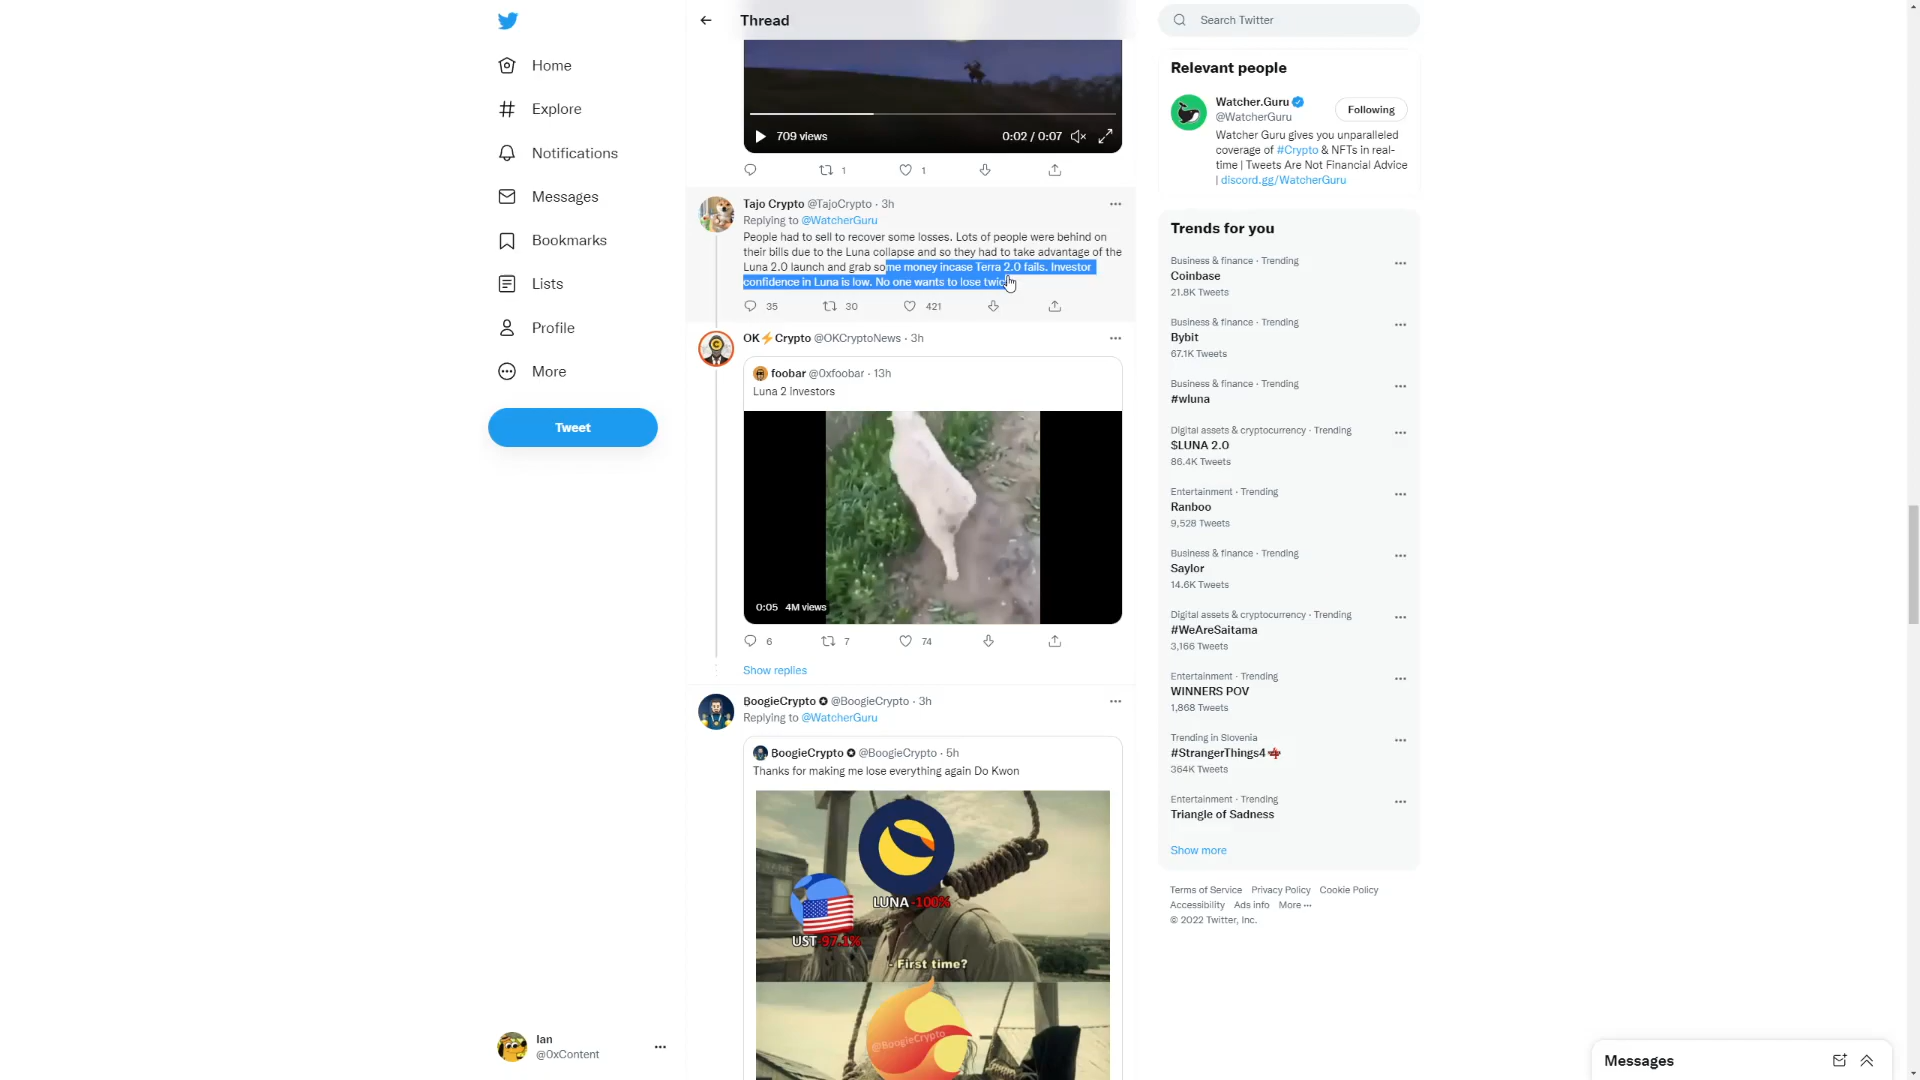 Home
Explore
Notifications
Messages
Bookmarks
Lists
Profile
More
Tweet
Ian
@0xContent
Thread
709 views
0:02 / 0:07
1
1
Tajo Crypto @TajoCrypto · 3h
Replying to @WatcherGuru
People had to sell to recover some losses. Lots of people were behind on
their bills due to the Luna collapse and so they had to take advantage of the
Luna 2.0 launch and grab some money incase Terra 2.0 fails. Investor
confidence in Luna is low. No one wants to lose twice
35
30
421
OK⚡Crypto @OKCryptoNews · 3h
foobar @0xfoobar · 13h
Luna 2 Investors
0:05 4M views
6
7
74
Show replies
BoogieCrypto ✪ @BoogieCrypto · 3h
Replying to @WatcherGuru
BoogieCrypto ✪ @BoogieCrypto · 5h
Thanks for making me lose everything again Do Kwon
LUNA -100%
UST -97.1%
- First time?
@BoogieCrypto
Search Twitter
Relevant people
Watcher.Guru
@WatcherGuru
Following
Watcher Guru gives you unparalleled
coverage of #Crypto & NFTs in real-
time | Tweets Are Not Financial Advice
| discord.gg/WatcherGuru
Trends for you
Business & finance · Trending
Coinbase
21.8K Tweets
Business & finance · Trending
Bybit
67.1K Tweets
Business & finance · Trending
#wluna
Digital assets & cryptocurrency · Trending
$LUNA 2.0
86.4K Tweets
Entertainment · Trending
Ranboo
9,528 Tweets
Business & finance · Trending
Saylor
14.6K Tweets
Digital assets & cryptocurrency · Trending
#WeAreSaitama
3,166 Tweets
Entertainment · Trending
WINNERS POV
1,868 Tweets
Trending in Slovenia
#StrangerThings4
364K Tweets
Entertainment · Trending
Triangle of Sadness
Show more
Terms of Service Privacy Policy Cookie Policy
Accessibility Ads info More ···
© 2022 Twitter, Inc.
Messages